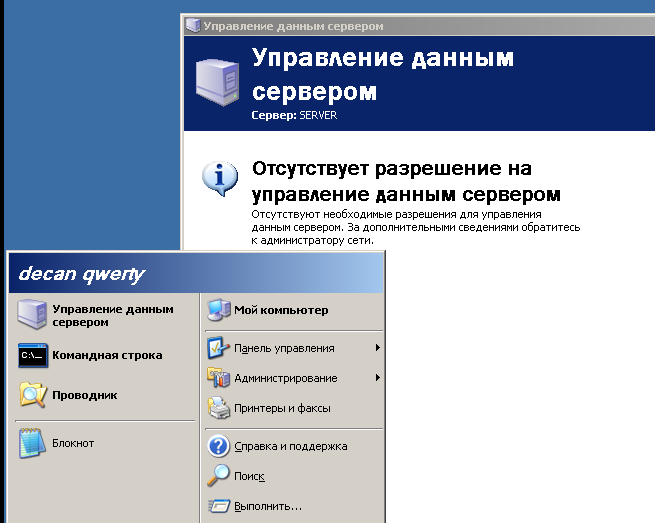 Управление данным сервером
Управление данным
сервером
Сервер: SERVER
Отсутствует разрешение на
управление данным сервером
Отсутствуют необходимые разрешения для управления
данным сервером. За дополнительными сведениями обратитесь
к администратору сети.
decan qwerty
Управление данным
сервером
C:\_
Командная строка
Проводник
Блокнот
Мой компьютер
Панель управления
Администрирование
Принтеры и факсы
Справка и поддержка
Поиск
Выполнить...